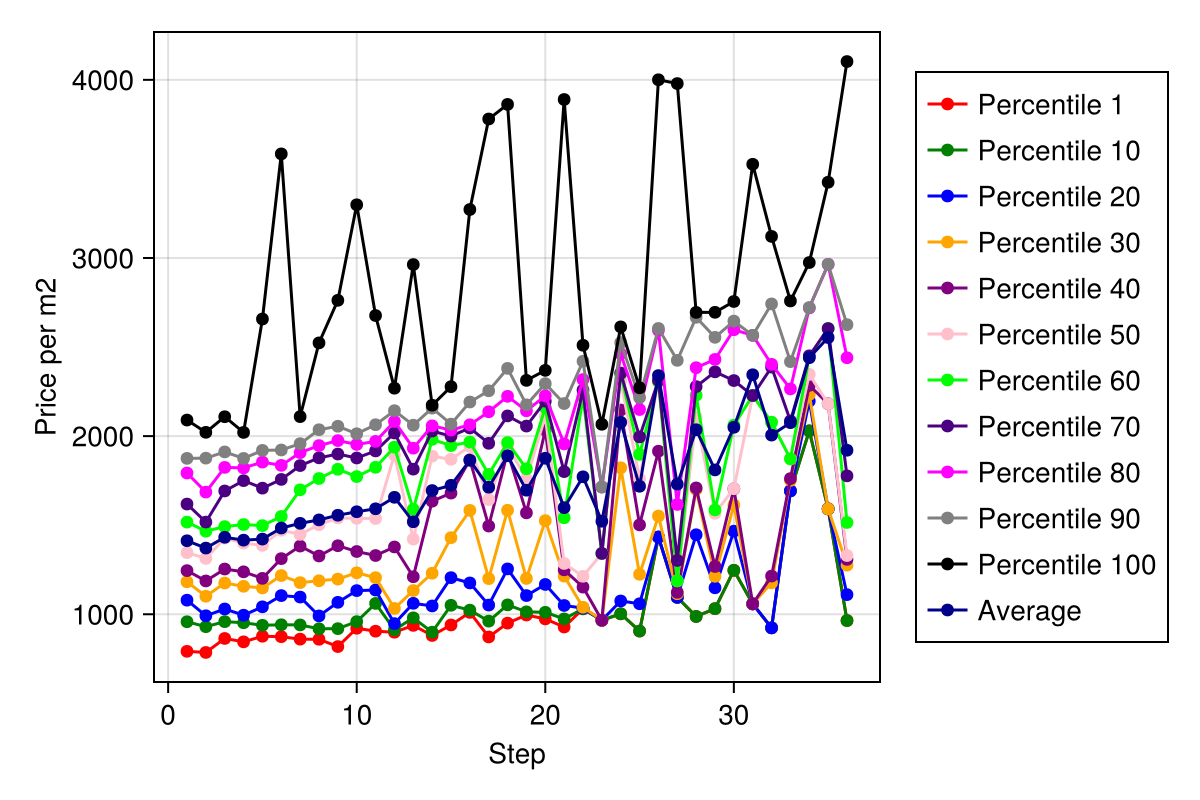 4000
3000
2000
1000
Price per m2
0 10 20 30
Step
Percentile 1
Percentile 10
Percentile 20
Percentile 30
Percentile 40
Percentile 50
Percentile 60
Percentile 70
Percentile 80
Percentile 90
Percentile 100
Average